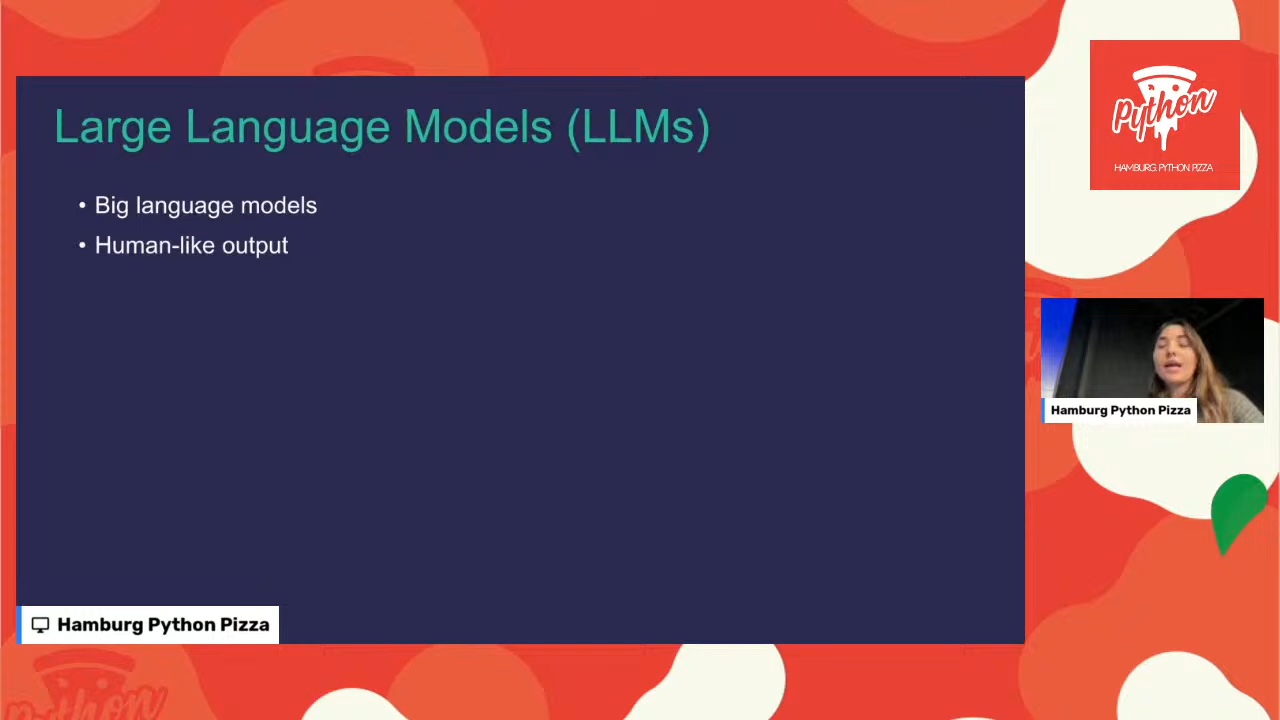 Large Language Models (LLMs)
• Big language models
• Human-like output
Hamburg Python Pizza
Python
HAMBURG PYTHON PIZZA
Hamburg Python Pizza
Python